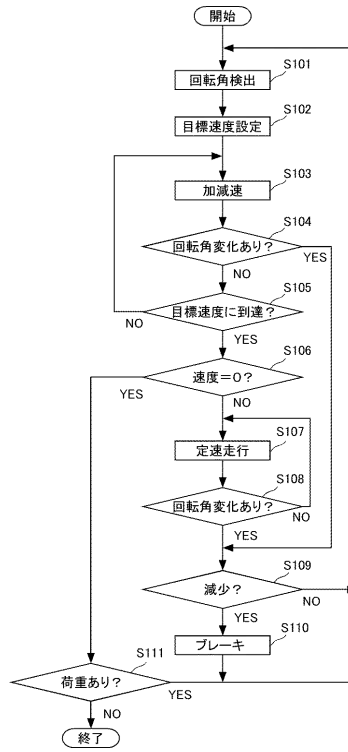 開始
S101
回転角検出
S102
目標速度設定
S103
加減速
S104
回転角変化あり？
YES
NO
S105
目標速度に到達？
NO
YES
S106
速度＝0？
YES
NO
S107
定速走行
S108
回転角変化あり？
NO
YES
S109
減少？
NO
YES
S110
ブレーキ
S111
荷重あり？
YES
NO
終了